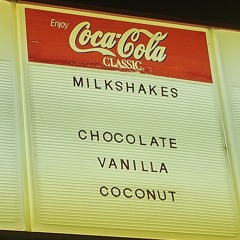 Enjoy
Coca-Cola
CLASSIC
MILKSHAKES
CHOCOLATE
VANILLA
COCONUT